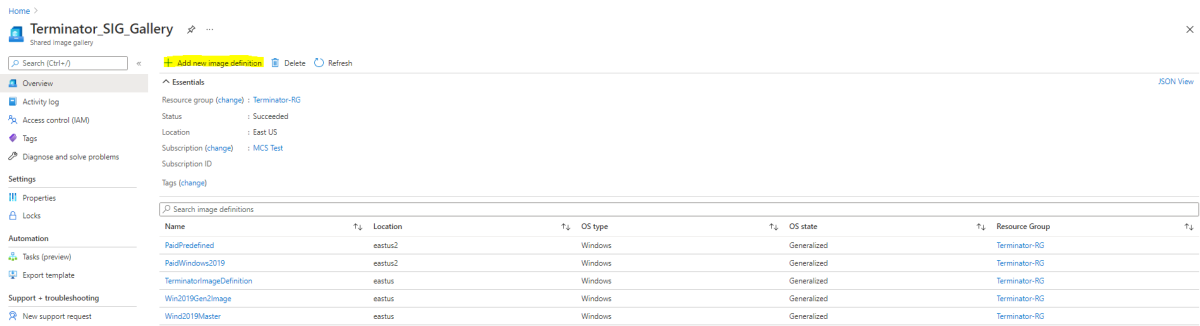 Home >
Terminator_SIG_Gallery ...
Shared image gallery
Search (Ctrl+/) «
Overview
Activity log
Access control (IAM)
Tags
Diagnose and solve problems
Settings
Properties
Locks
Automation
Tasks (preview)
Export template
Support + troubleshooting
New support request
+ Add new image definition Delete Refresh
Essentials JSON View
Resource group (change) : Terminator-RG
Status : Succeeded
Location : East US
Subscription (change) : MCS Test
Subscription ID
Tags (change)
Search image definitions
Name ↑↓ Location ↑↓ OS type ↑↓ OS state ↑↓ Resource Group ↑↓
PaidPredefined eastus2 Windows Generalized Terminator-RG
PaidWindows2019 eastus2 Windows Generalized Terminator-RG
TerminatorImageDefinition eastus Windows Generalized Terminator-RG
Win2019Gen2Image eastus Windows Generalized Terminator-RG
Wind2019Master eastus Windows Generalized Terminator-RG